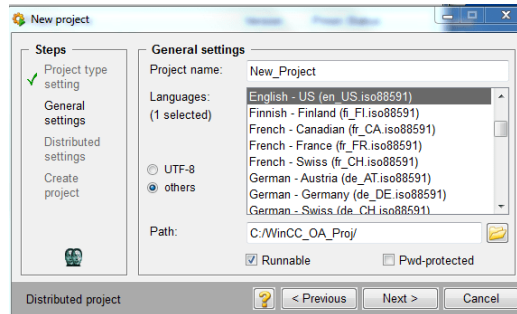 New project
Steps
Project type
setting
General
settings
Distributed
settings
Create
project
General settings
Project name:
New_Project
Languages:
(1 selected)
English - US (en_US.iso88591)
Finnish - Finland (fi_FI.iso88591)
French - Canadian (fr_CA.iso88591)
French - France (fr_FR.iso88591)
French - Swiss (fr_CH.iso88591)
German - Austria (de_AT.iso88591)
German - Germany (de_DE.iso88591)
German - Swiss (de_CH.iso88591)
UTF-8
others
Path:
C:/WinCC_OA_Proj/
Runnable
Pwd-protected
Distributed project
?
< Previous
Next >
Cancel